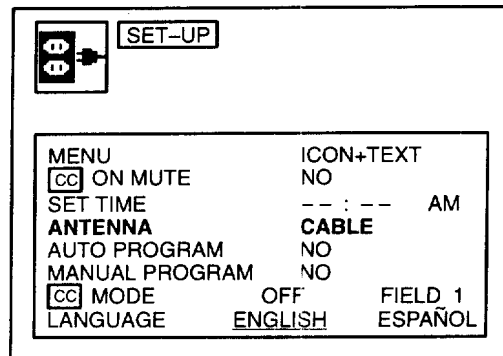 SET–UP
MENU ICON+TEXT
CC ON MUTE NO
SET TIME – – : – – AM
ANTENNA CABLE
AUTO PROGRAM NO
MANUAL PROGRAM NO
CC MODE OFF FIELD 1
LANGUAGE ENGLISH ESPAÑOL